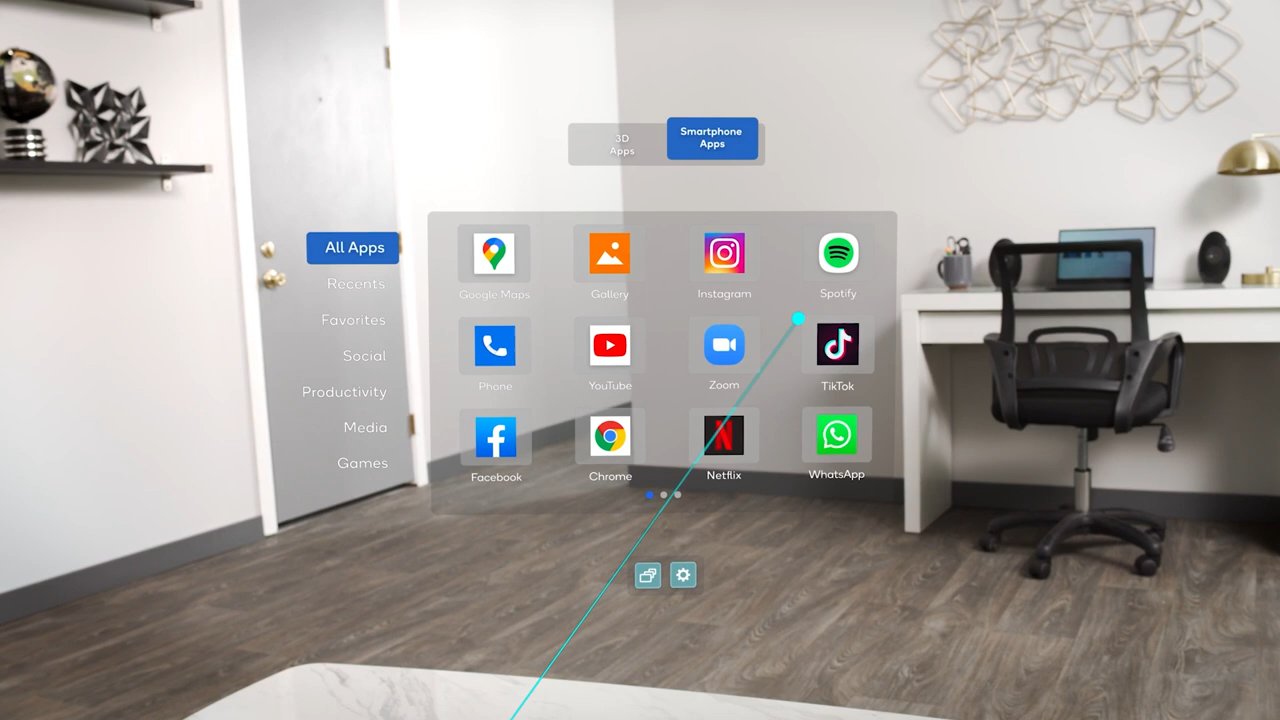 3D
Apps
Smartphone
Apps
All Apps
Recents
Favorites
Social
Productivity
Media
Games
Google Maps
Gallery
Instagram
Spotify
Phone
YouTube
Zoom
TikTok
Facebook
Chrome
Netflix
WhatsApp